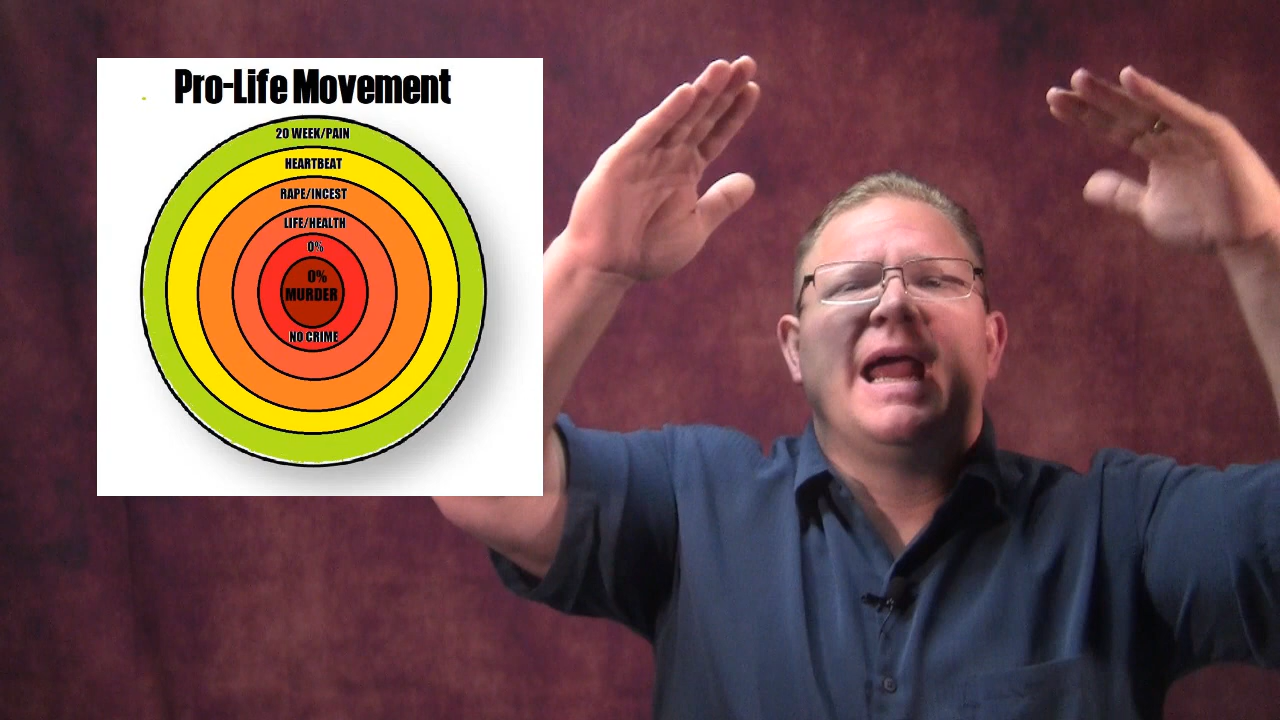 Pro-Life Movement
20 WEEK/PAIN
HEARTBEAT
RAPE/INCEST
LIFE/HEALTH
0%
0%
MURDER
NO CRIME